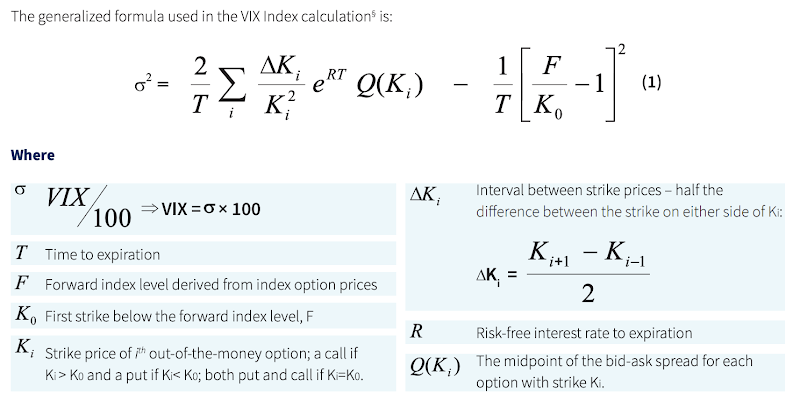 The generalized formula used in the VIX Index calculation⁵ is:
σ² = 2/T ∑ᵢ ΔKᵢ/Kᵢ² e^RT Q(Kᵢ) − 1/T [F/K₀ − 1]² (1)
Where
σ VIX/100 ⇒ VIX = σ × 100
T Time to expiration
F Forward index level derived from index option prices
K₀ First strike below the forward index level, F
Kᵢ Strike price of iᵗʰ out-of-the-money option; a call if
Kᵢ> K₀ and a put if Kᵢ< K₀; both put and call if Kᵢ=K₀.
ΔKᵢ Interval between strike prices – half the
difference between the strike on either side of Kᵢ:
ΔKᵢ = (Kᵢ₊₁ − Kᵢ₋₁)/2
R Risk-free interest rate to expiration
Q(Kᵢ) The midpoint of the bid-ask spread for each
option with strike Kᵢ.